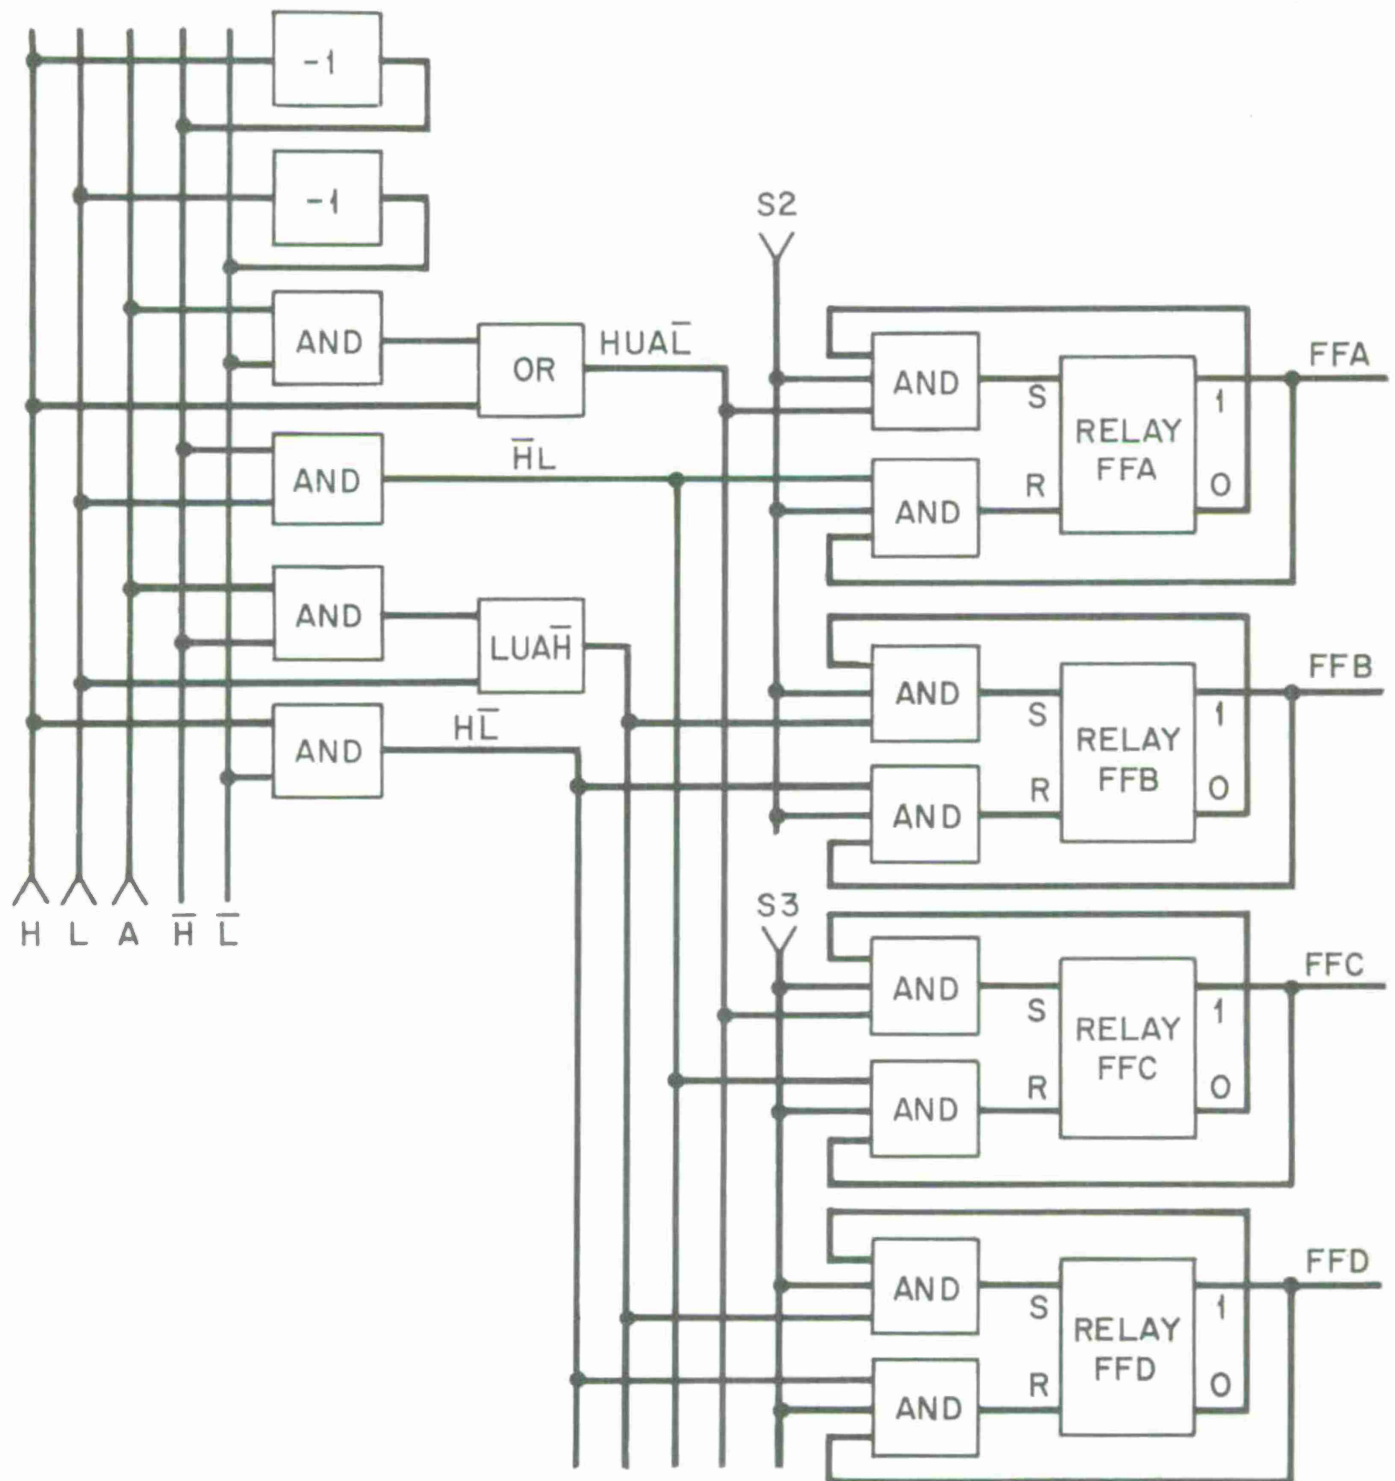 -1
-1
S2
AND
OR
HUAL̅
AND
S
RELAY
FFA
1
0
FFA
AND
H̅L
AND
R
AND
LUAH̅
AND
S
RELAY
FFB
1
0
FFB
AND
HL̅
AND
R
H
L
A
H̅
L̅
S3
AND
S
RELAY
FFC
1
0
FFC
AND
R
AND
S
RELAY
FFD
1
0
FFD
AND
R